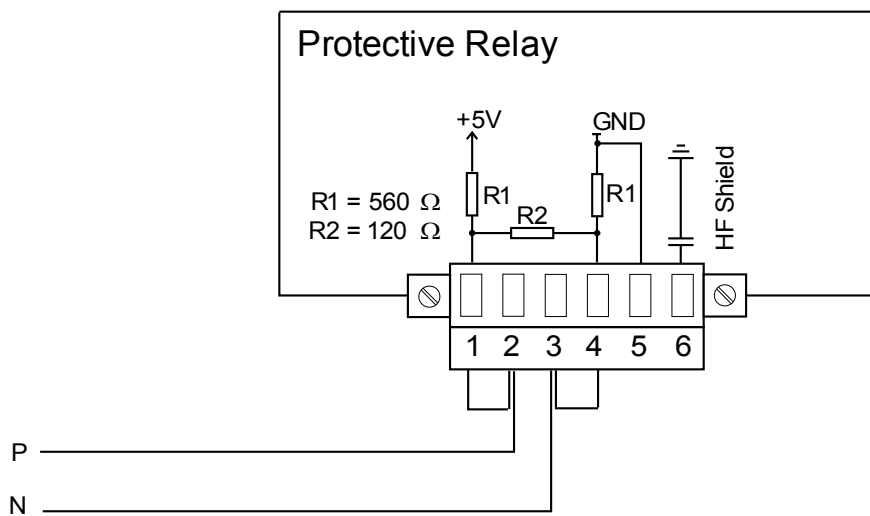 Protective Relay
+5V
GND
R1 = 560 Ω
R2 = 120 Ω
R1
R2
R1
HF Shield
1 2 3 4 5 6
P
N